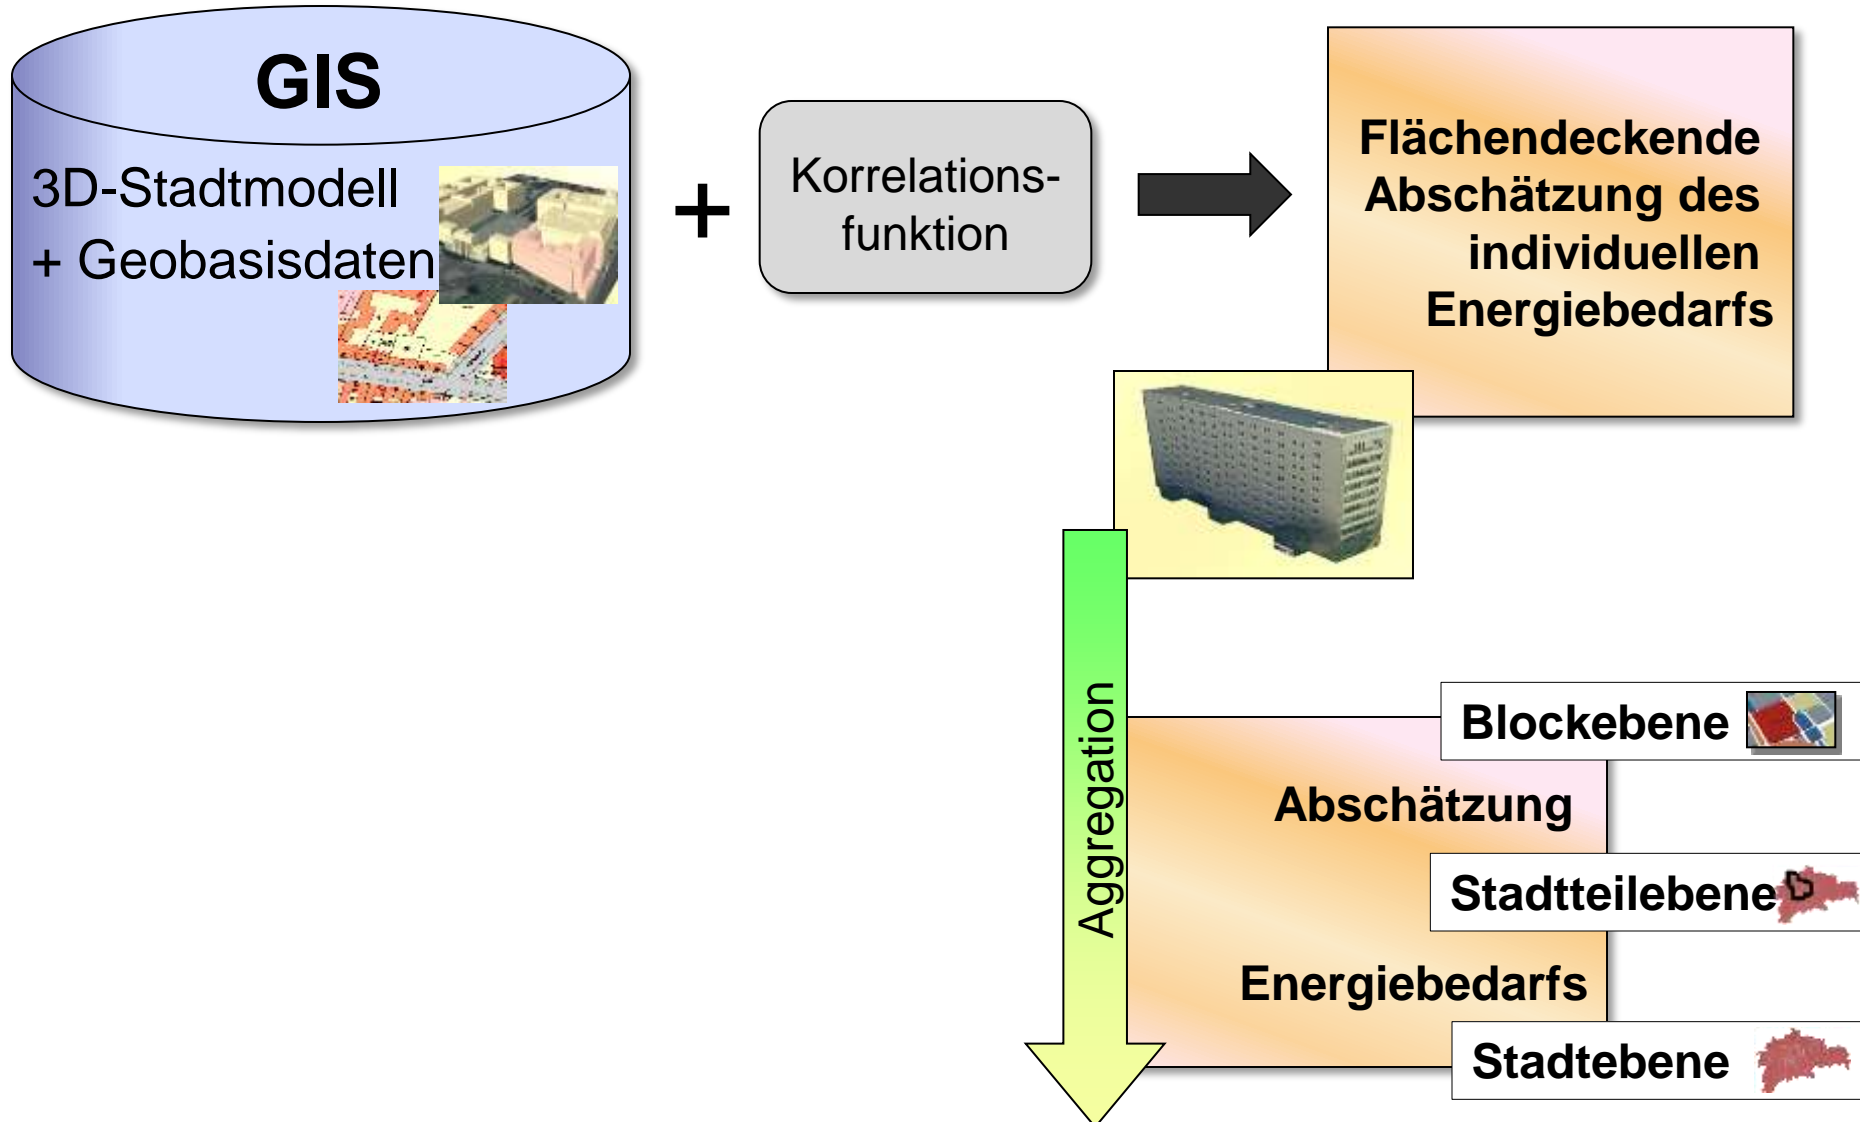 GIS
3D-Stadtmodell
+ Geobasisdaten
+
Korrelations-
funktion
Flächendeckende
Abschätzung des
individuellen
Energiebedarfs
Aggregation
Blockebene
Abschätzung
Stadtteilebene
Energiebedarfs
Stadtebene